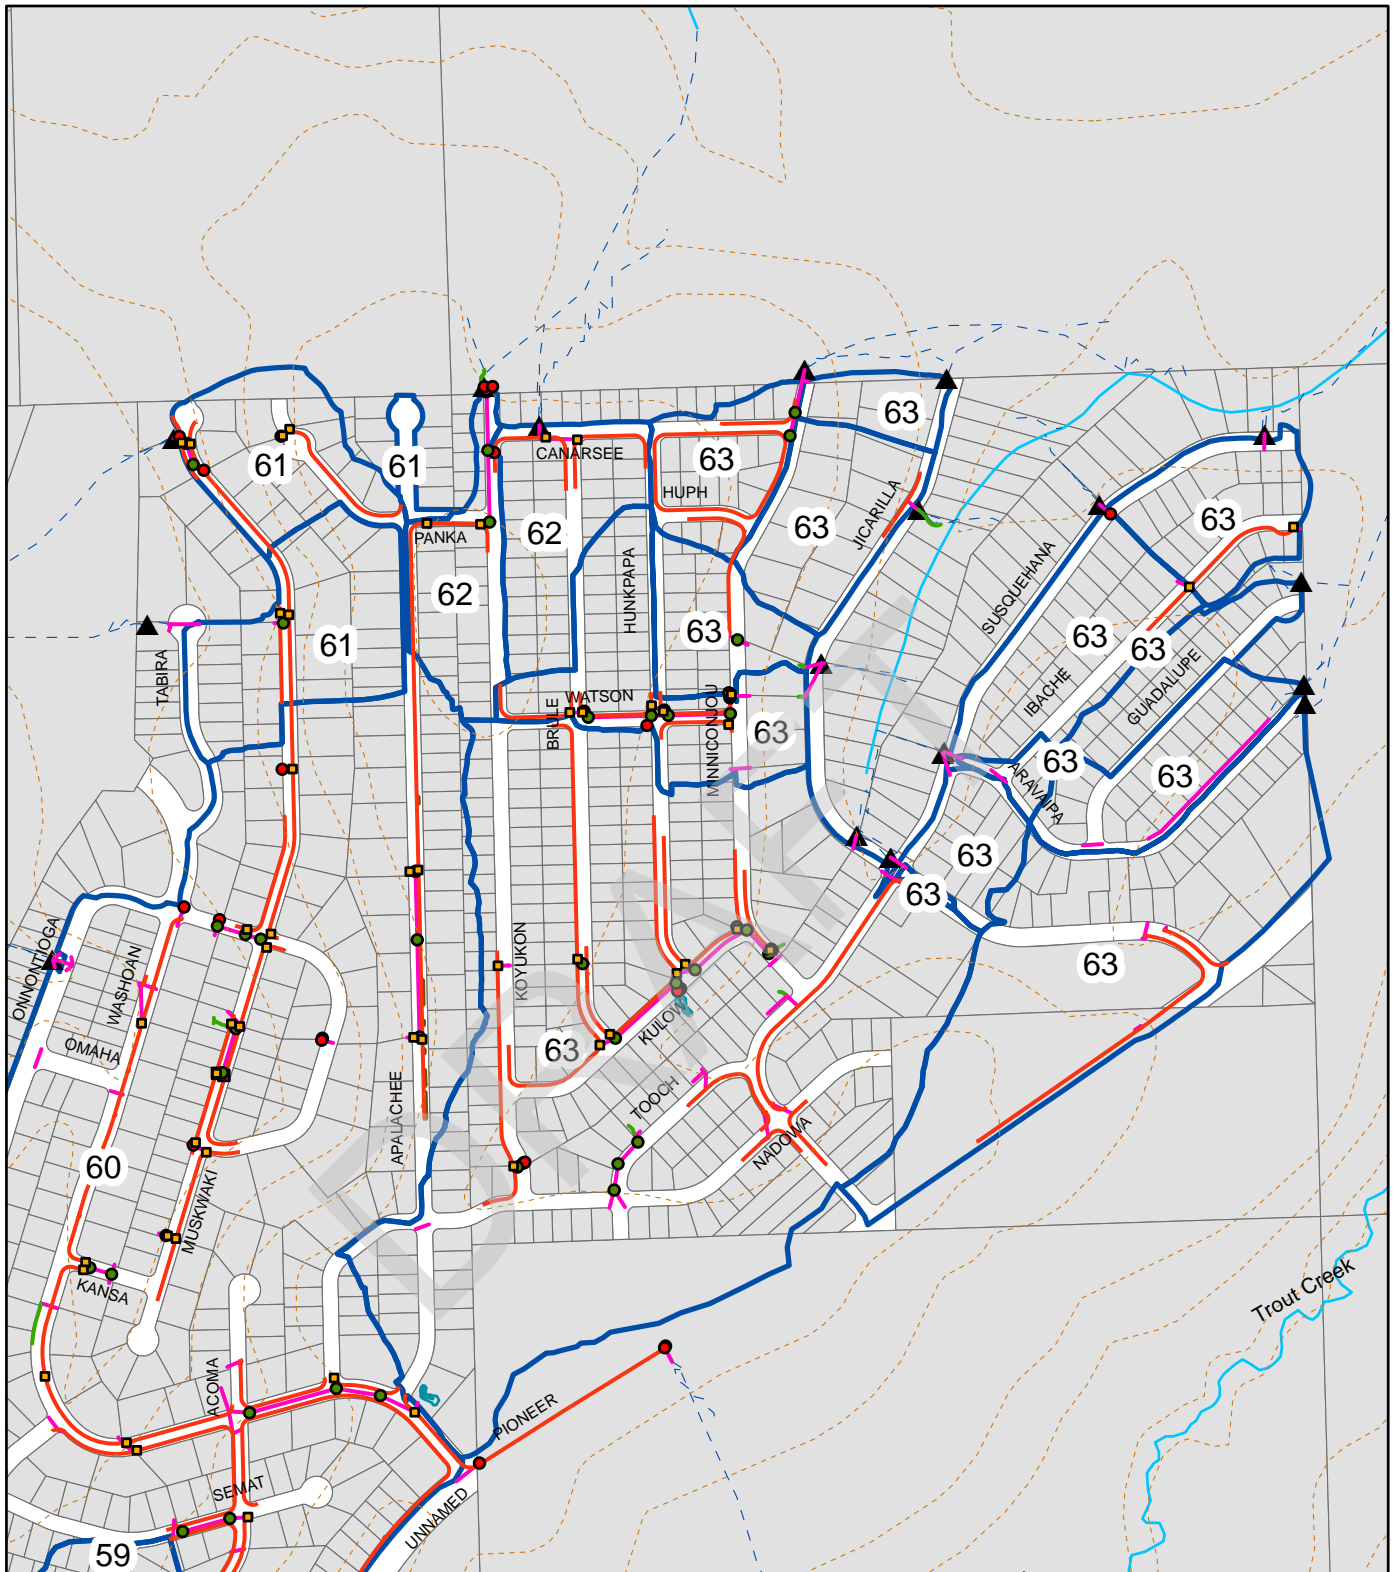 63
61
61
CANARSEE
63
HUPH
63
JICARILLA
63
62
PANKA
SUSQUEHANA
62
HUNKPAPA
63
63
63
61
TABIRA
IBACHE
GUADALUPE
WATSON
BRULE
MINNICONJOU
63
63
63
ARAVAIPA
63
63
ONNONTIOGA
WASHOAN
KOYUKON
63
OMAHA
KULOW
63
APALACHEE
TOOCH
NADOWA
60
MUSKWAKI
KANSA
Trout Creek
ACOMA
PIONEER
SEMAT
UNNAMED
59
DRAFT